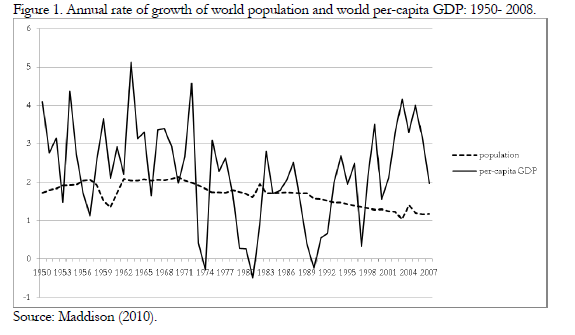 Figure 1. Annual rate of growth of world population and world per-capita GDP: 1950- 2008.
6
5
4
3
2
1
0
-1
1950 1953 1956 1959 1962 1965 1968 1971 1974 1977 1980 1983 1986 1989 1992 1995 1998 2001 2004 2007
population
per-capita GDP
Source: Maddison (2010).